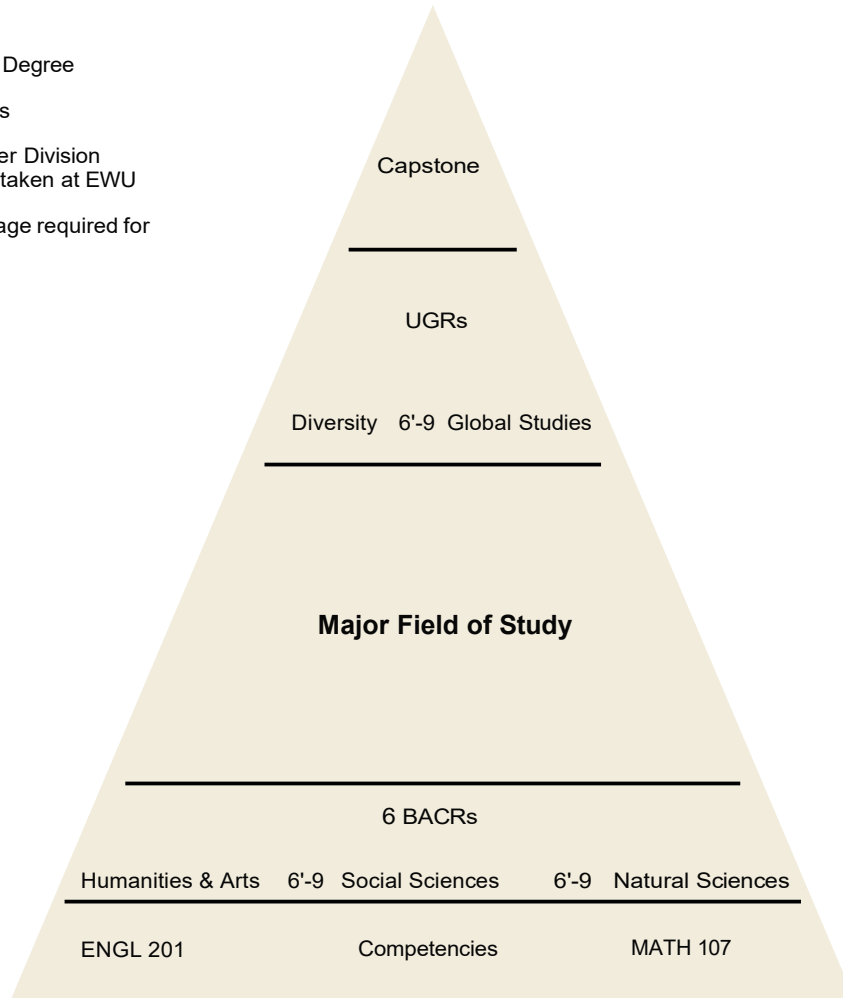 Degree
s
er Division
taken at EWU
age required for
Capstone
UGRs
Diversity 6'-9 Global Studies
Major Field of Study
6 BACRs
Humanities & Arts 6'-9 Social Sciences 6'-9 Natural Sciences
ENGL 201 Competencies MATH 107